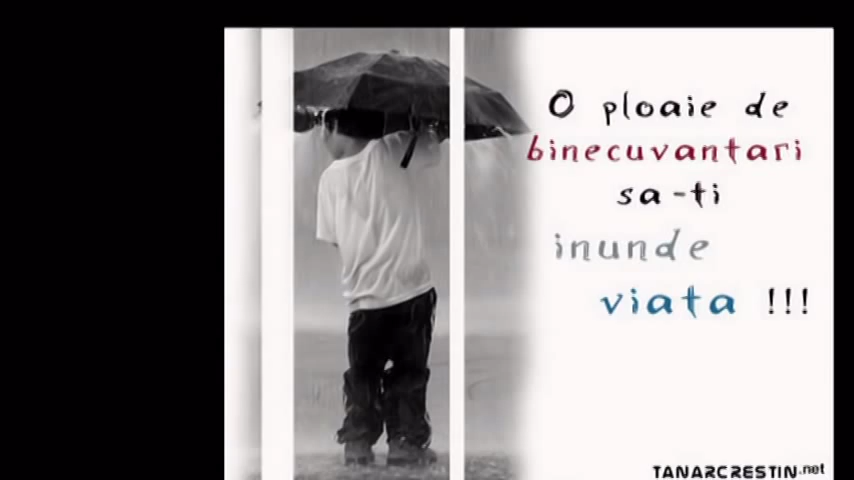 O ploaie de
binecuvantari
sa-ti
inunde
viata !!!
TANARCRESTIN.net